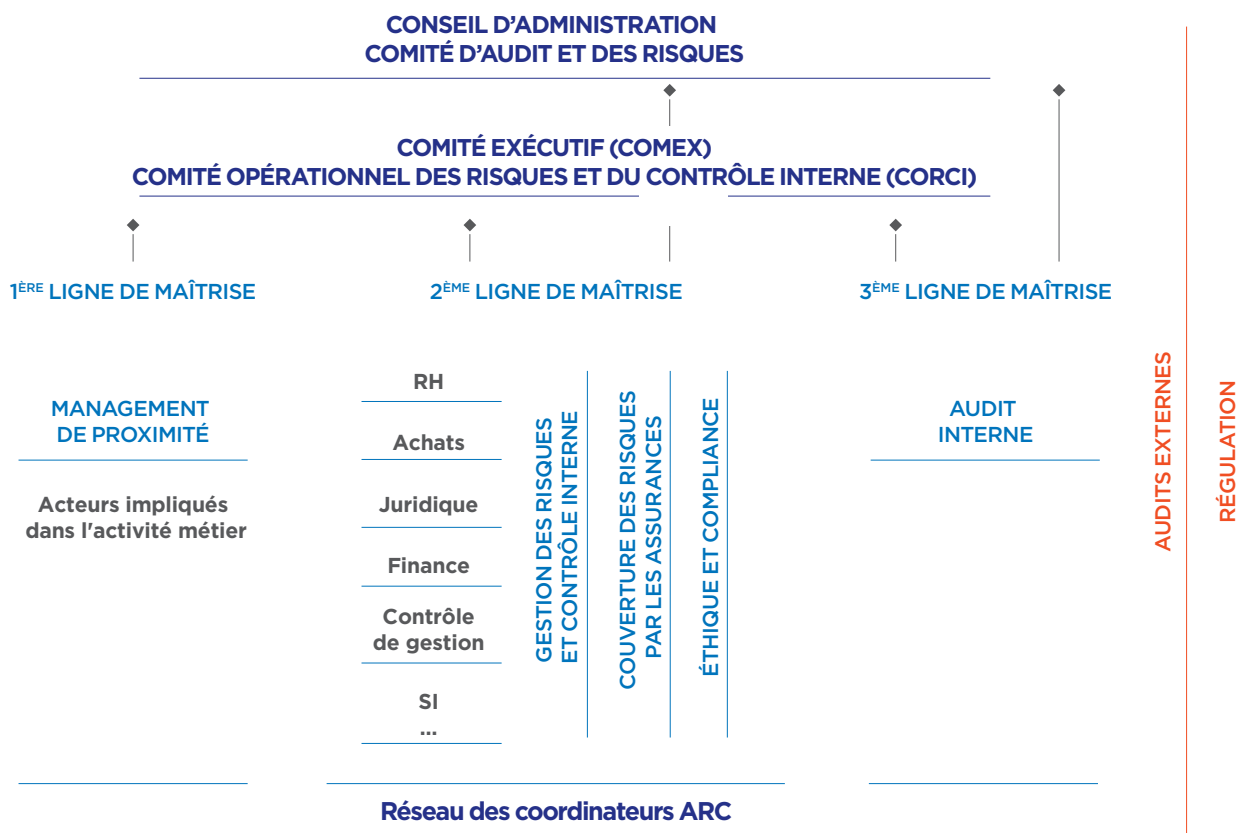 CONSEIL D'ADMINISTRATION
COMITÉ D'AUDIT ET DES RISQUES
COMITÉ EXÉCUTIF (COMEX)
COMITÉ OPÉRATIONNEL DES RISQUES ET DU CONTRÔLE INTERNE (CORCI)
1ÈRE LIGNE DE MAÎTRISE
2ÈME LIGNE DE MAÎTRISE
3ÈME LIGNE DE MAÎTRISE
MANAGEMENT
DE PROXIMITÉ
Acteurs impliqués
dans l'activité métier
RH
Achats
Juridique
Finance
Contrôle
de gestion
SI
...
GESTION DES RISQUES
ET CONTRÔLE INTERNE
COUVERTURE DES RISQUES
PAR LES ASSURANCES
ÉTHIQUE ET COMPLIANCE
AUDIT
INTERNE
AUDITS EXTERNES
RÉGULATION
Réseau des coordinateurs ARC